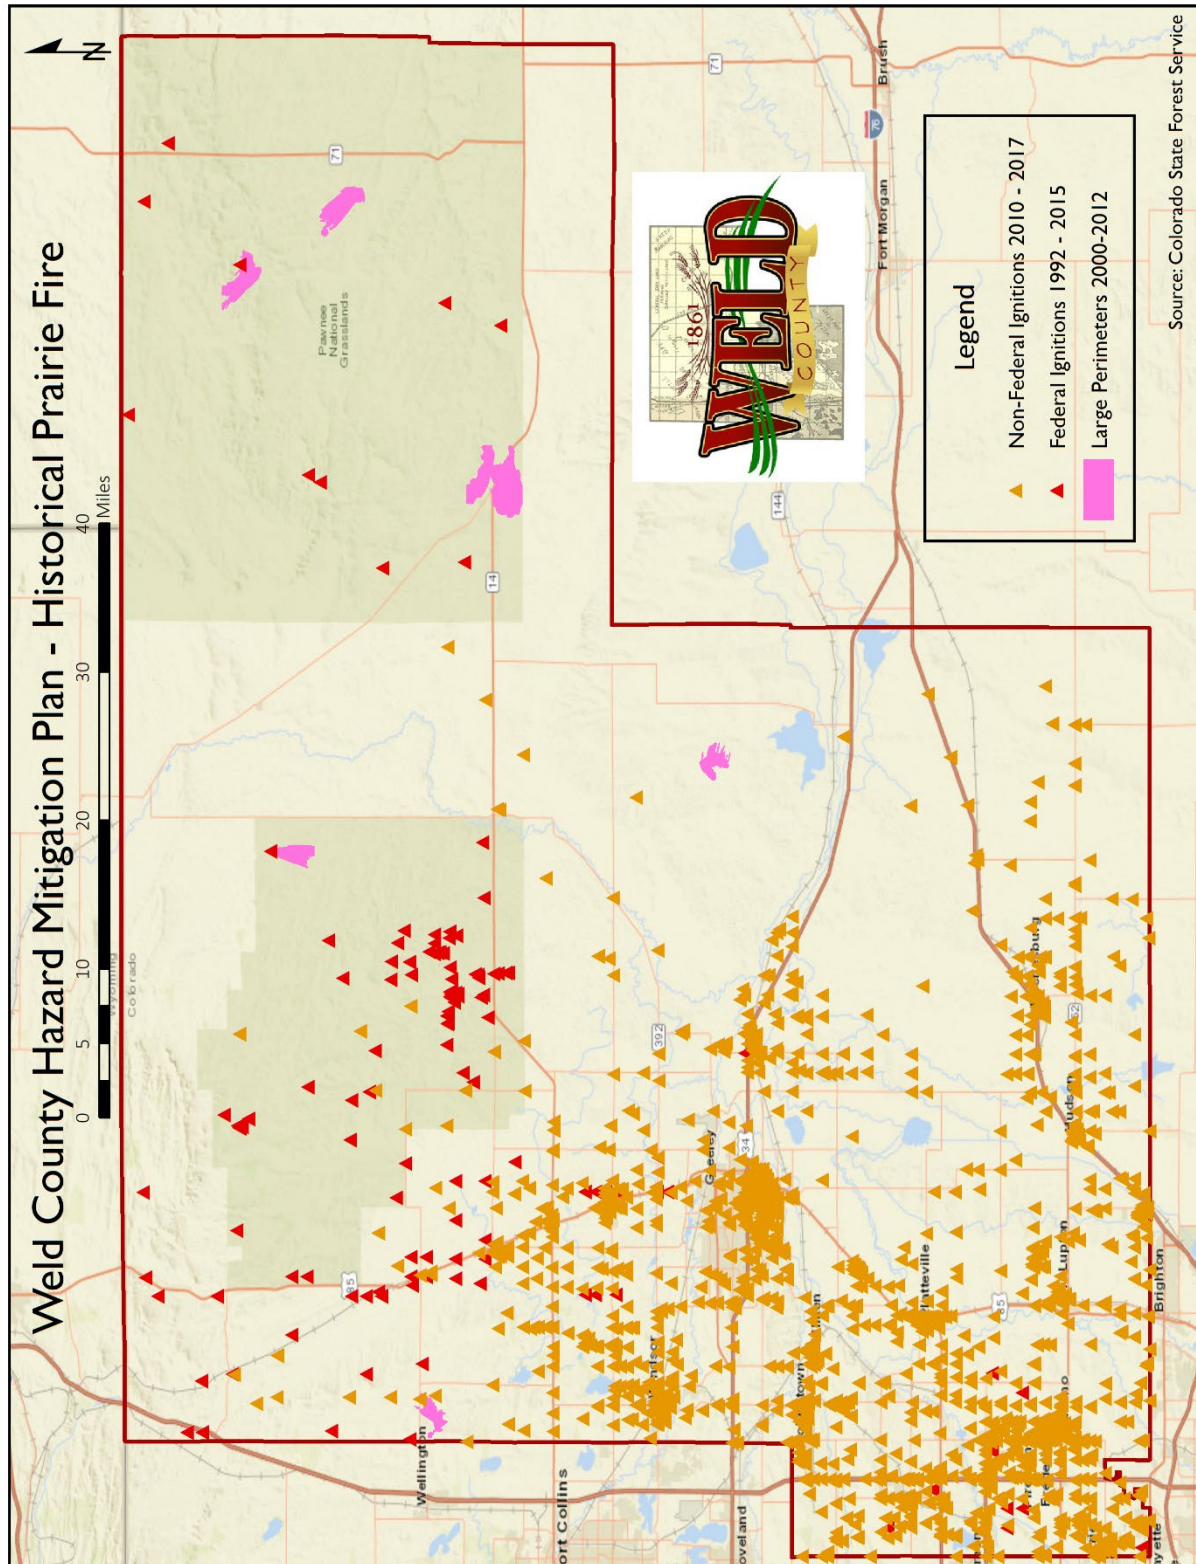 Weld County Hazard Mitigation Plan - Historical Prairie Fire
N
0 5 10 20 30 40
Miles
Wyoming
Colorado
71
Pawnee
National
Grasslands
14
85
Wellington
Fort Collins
392
Greeley
34
Loveland
Platteville
85
Hudson
52
Brighton
144
71
Brush
76
Fort Morgan
1861
WELD
COUNTY
Legend
Non-Federal Ignitions 2010 - 2017
Federal Ignitions 1992 - 2015
Large Perimeters 2000-2012
Source: Colorado State Forest Service